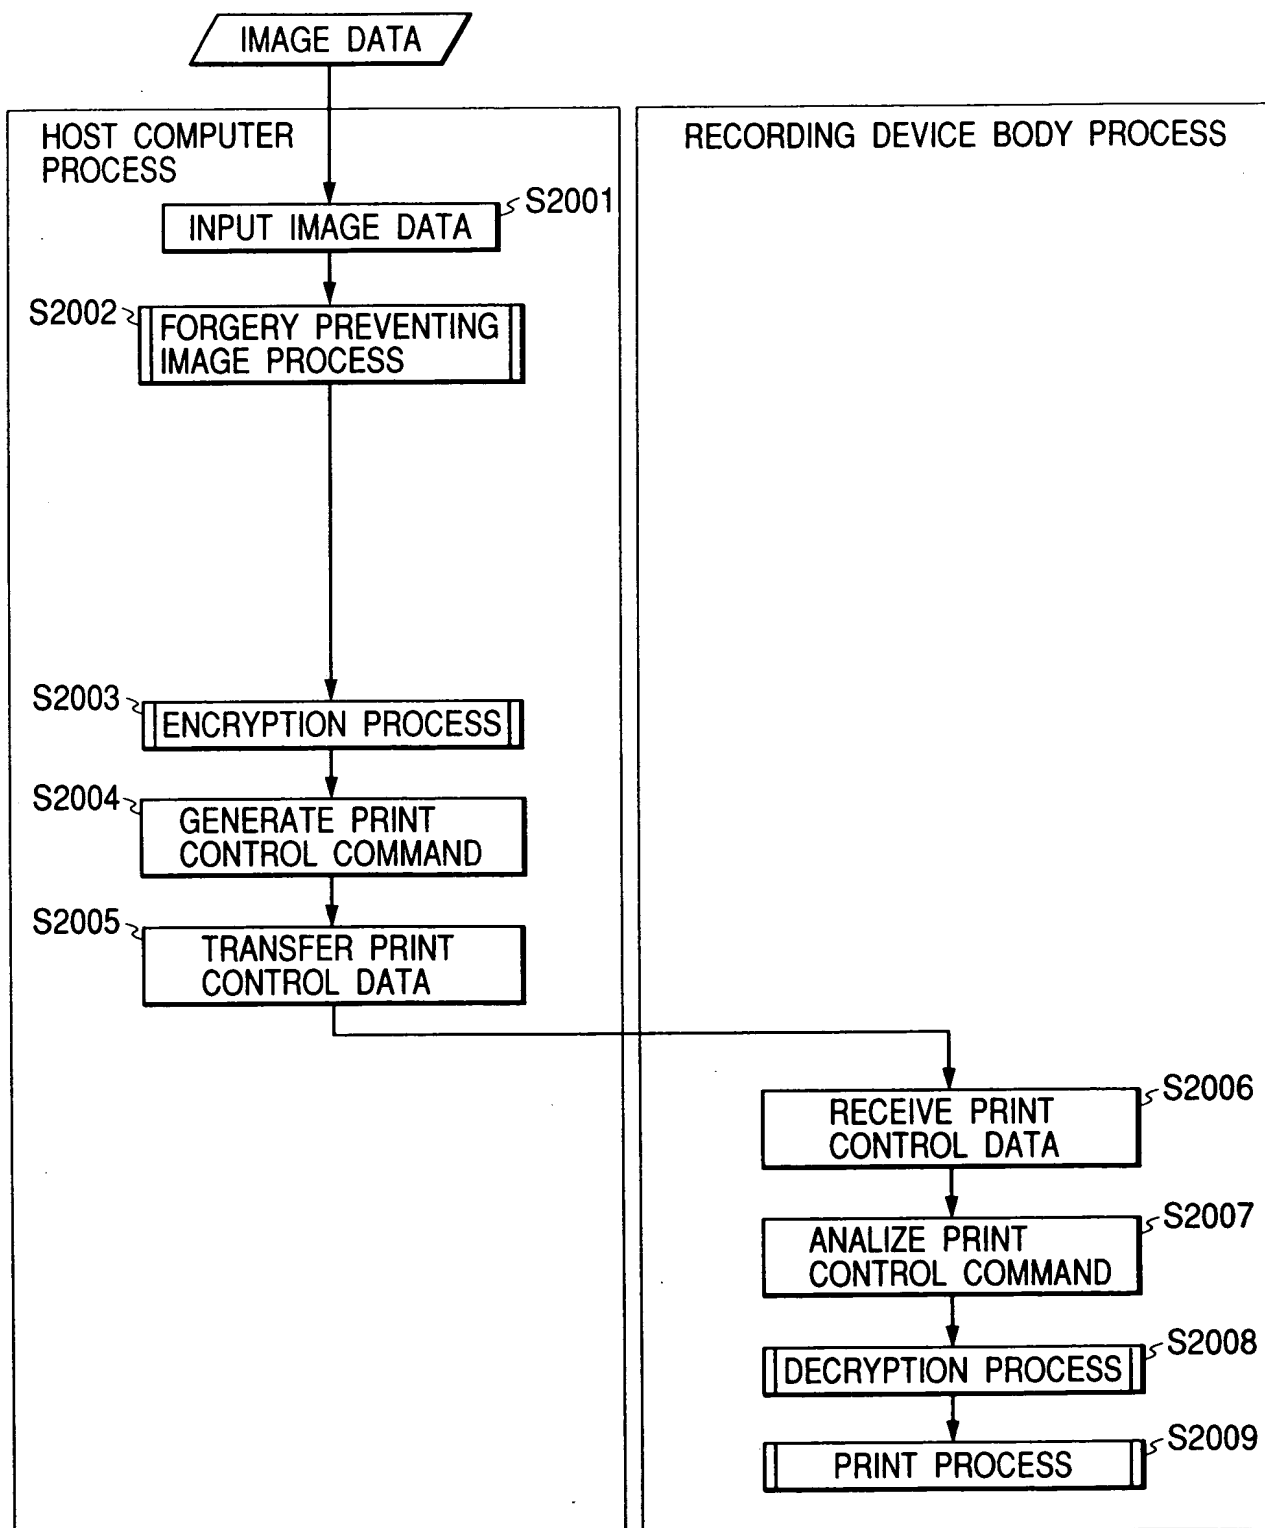 IMAGE DATA
HOST COMPUTER
PROCESS
RECORDING DEVICE BODY PROCESS
S2001
INPUT IMAGE DATA
S2002
FORGERY PREVENTING
IMAGE PROCESS
S2003
ENCRYPTION PROCESS
S2004
GENERATE PRINT
CONTROL COMMAND
S2005
TRANSFER PRINT
CONTROL DATA
S2006
RECEIVE PRINT
CONTROL DATA
S2007
ANALIZE PRINT
CONTROL COMMAND
S2008
DECRYPTION PROCESS
S2009
PRINT PROCESS